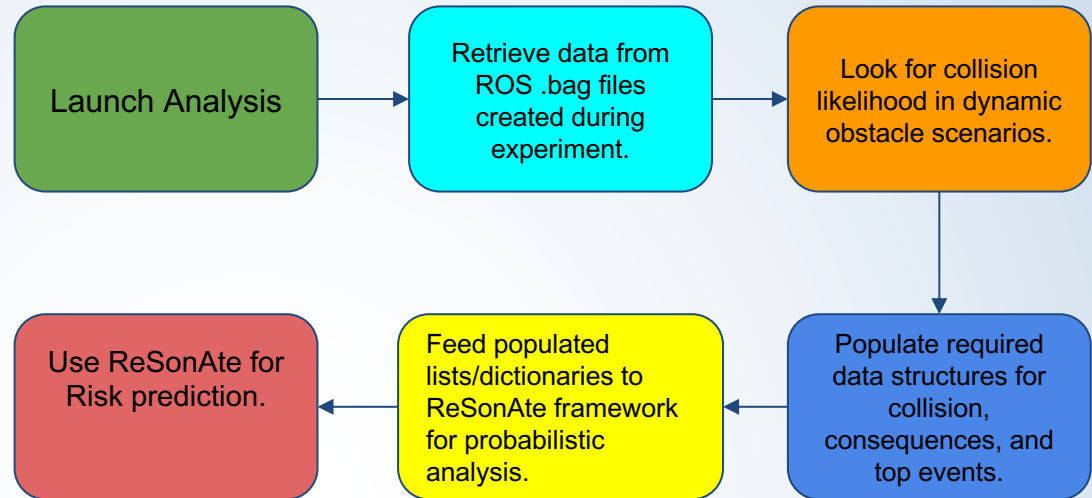 Launch Analysis
Retrieve data from
ROS .bag files
created during
experiment.
Look for collision
likelihood in dynamic
obstacle scenarios.
Populate required
data structures for
collision,
consequences, and
top events.
Feed populated
lists/dictionaries to
ReSonAte framework
for probabilistic
analysis.
Use ReSonAte for
Risk prediction.